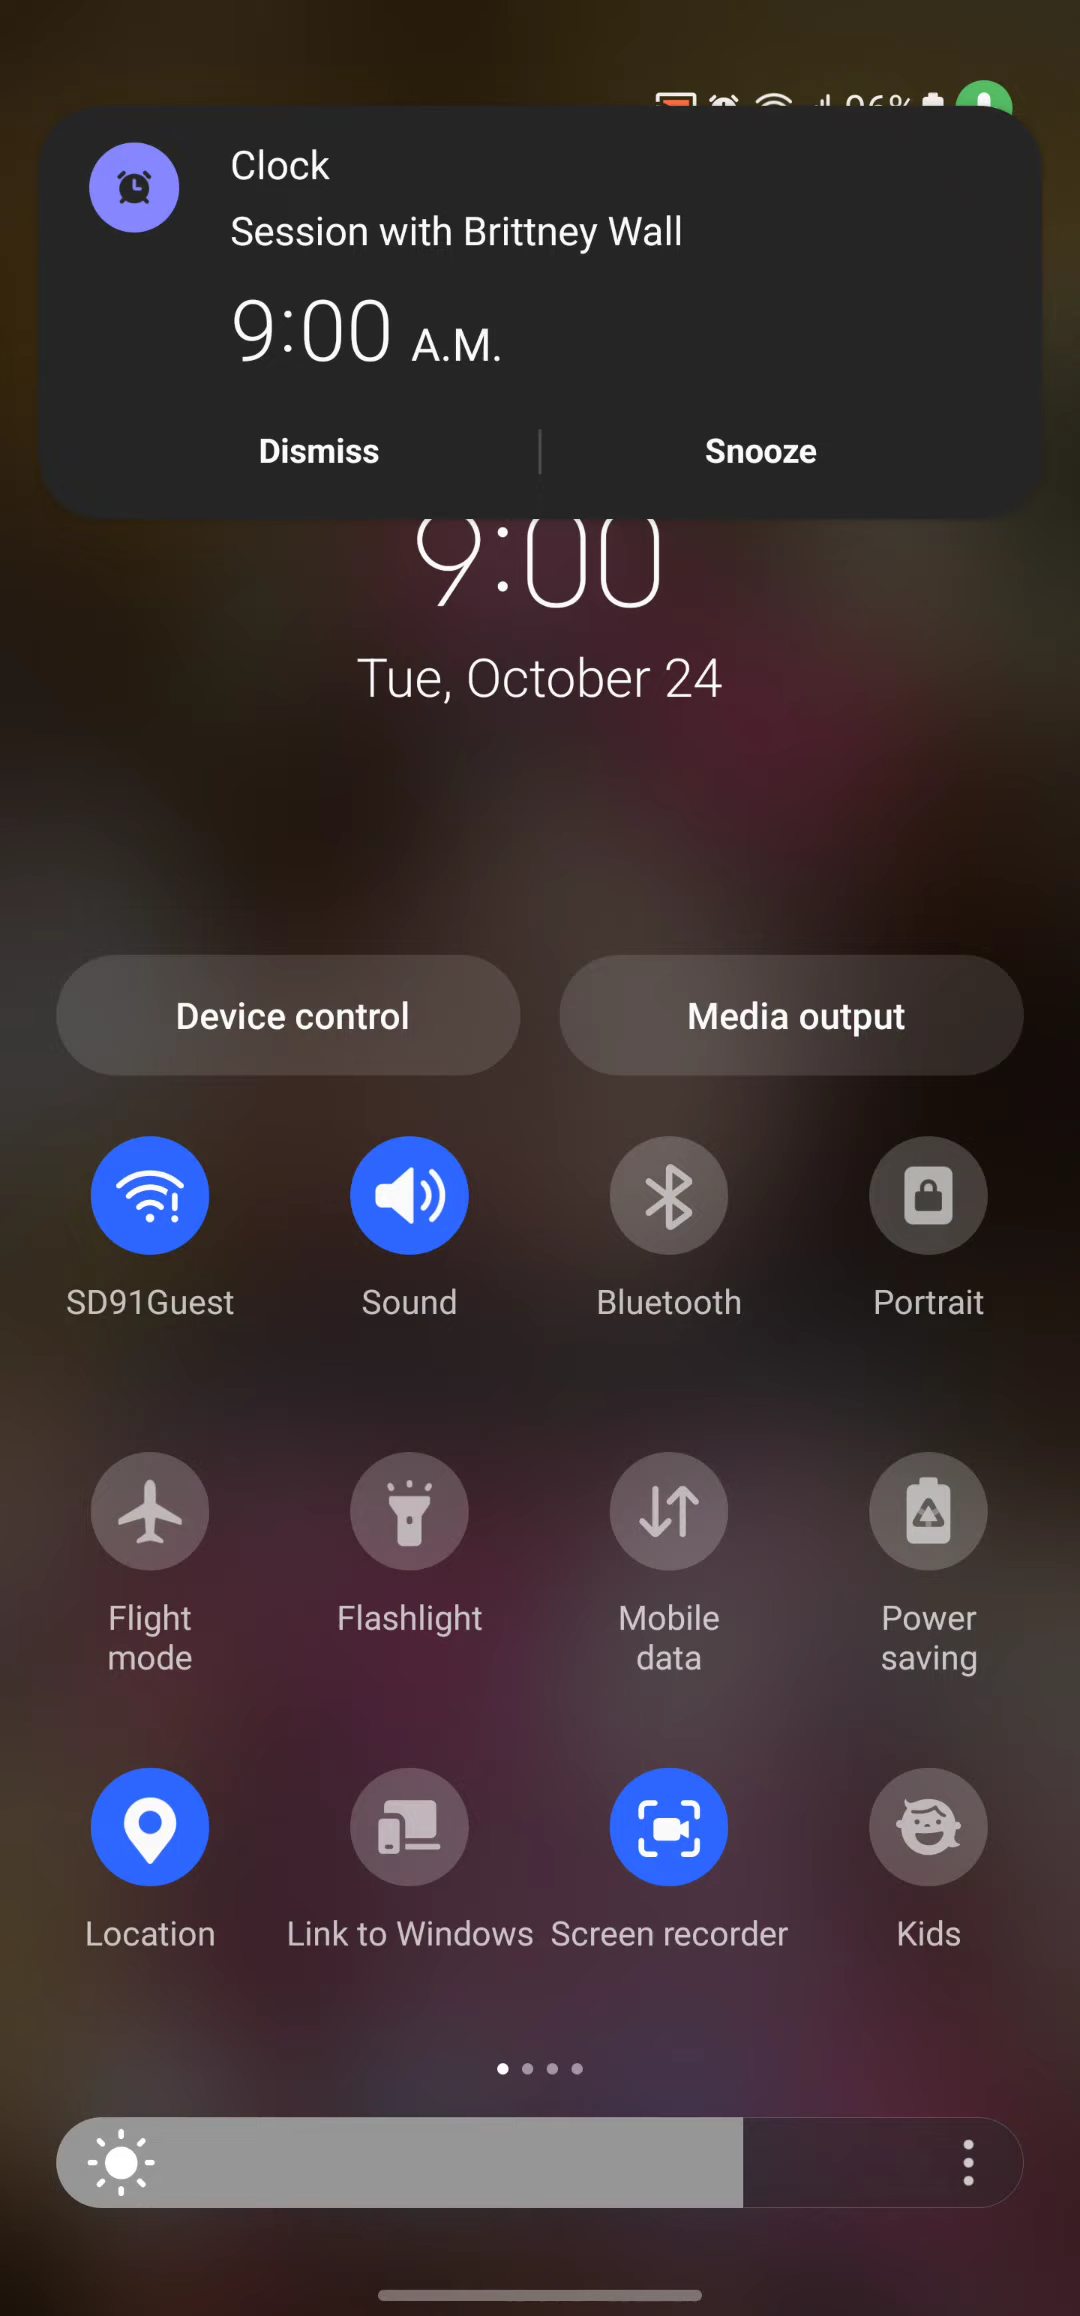 96%
Clock
Session with Brittney Wall
9:00 A.M.
Dismiss
Snooze
9:00
Tue, October 24
Device control
Media output
SD91Guest
Sound
Bluetooth
Portrait
Flight
mode
Flashlight
Mobile
data
Power
saving
Location
Link to Windows
Screen recorder
Kids